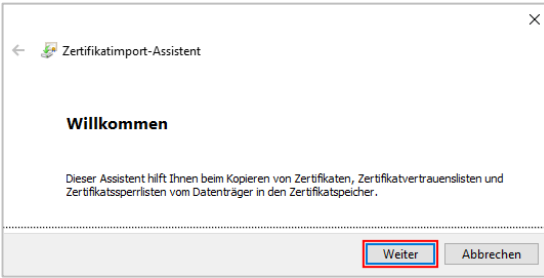 Zertifikatimport-Assistent
Willkommen
Dieser Assistent hilft Ihnen beim Kopieren von Zertifikaten, Zertifikatvertrauenslisten und
Zertifikatssperrlisten vom Datenträger in den Zertifikatspeicher.
Weiter Abbrechen